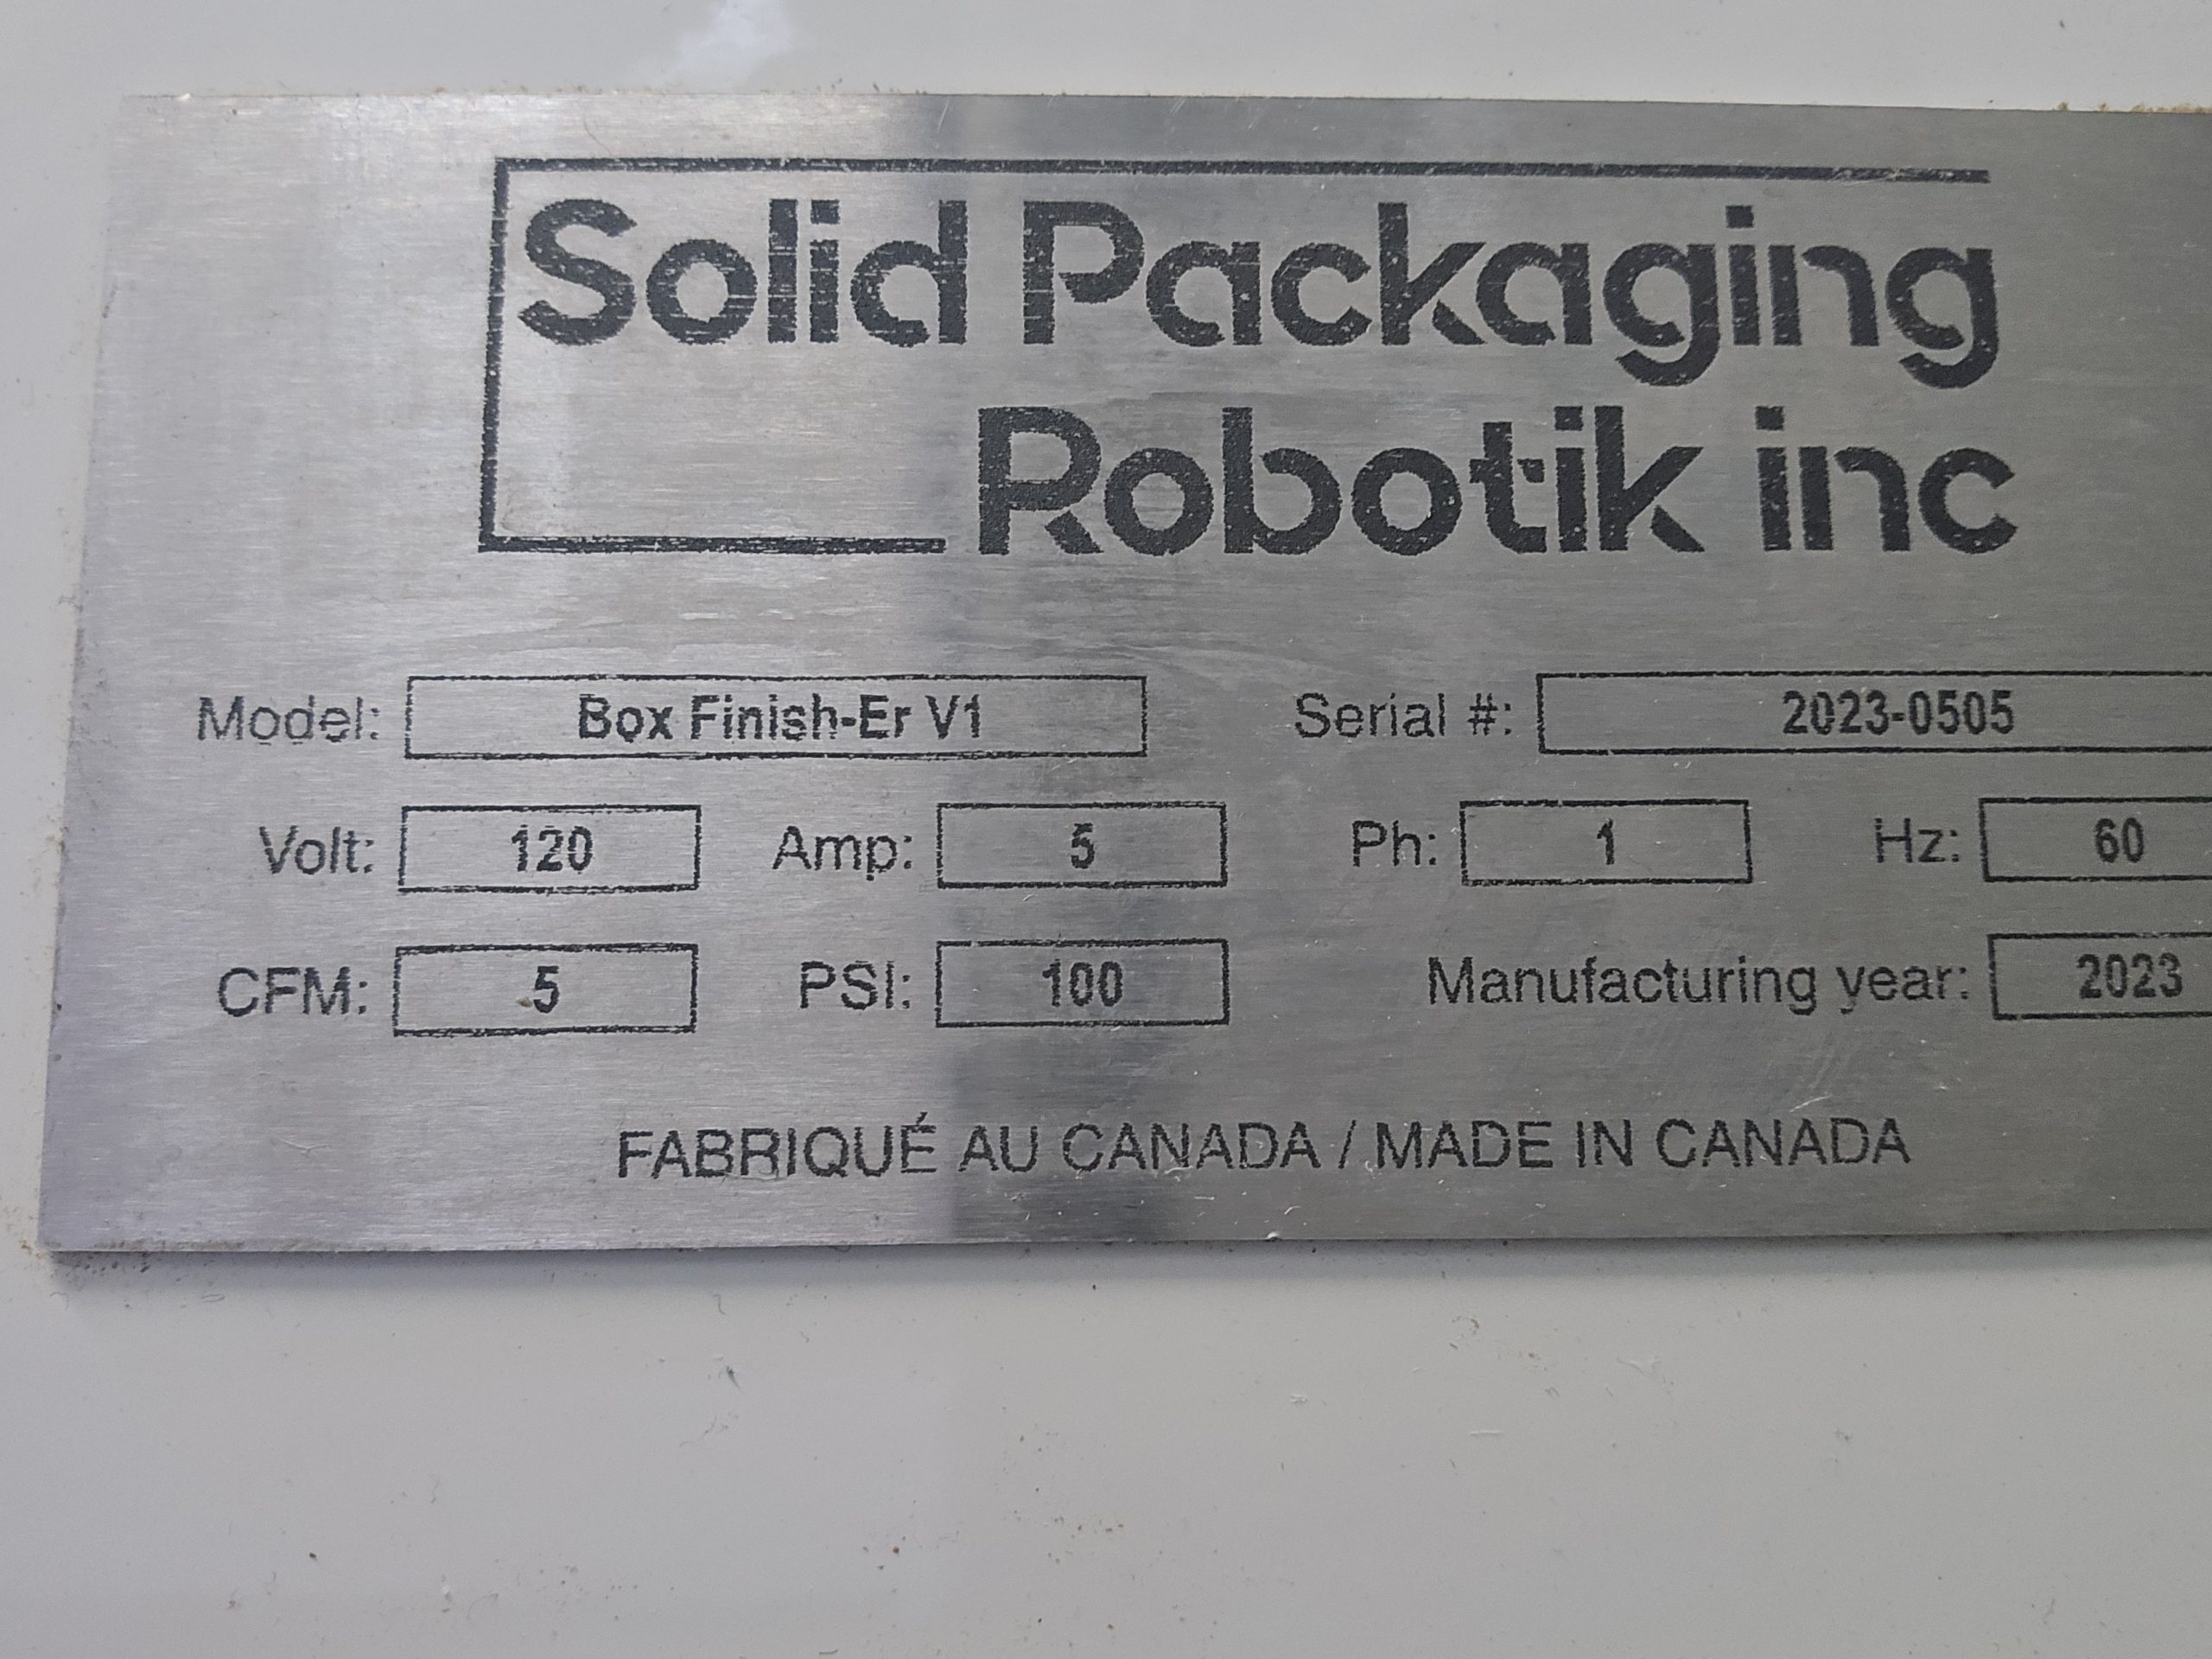 Solid Packaging
Robotik inc
Model: Box Finish-Er V1 Serial #: 2023-0505
Volt: 120 Amp: 5 Ph: 1 Hz: 60
CFM: 5 PSI: 100 Manufacturing year: 2023
FABRIQUÉ AU CANADA / MADE IN CANADA